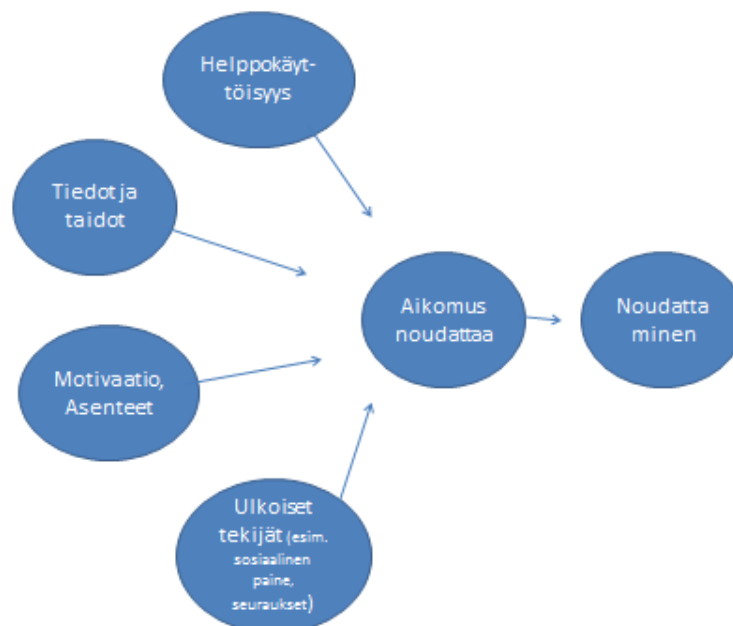 Helppokäyt-
töisyys
Tiedot ja
taidot
Aikomus
noudattaa
Noudatta
minen
Motivaatio,
Asenteet
Ulkoiset
tekijät (esim.
sosiaalinen
paine,
seuraukset)